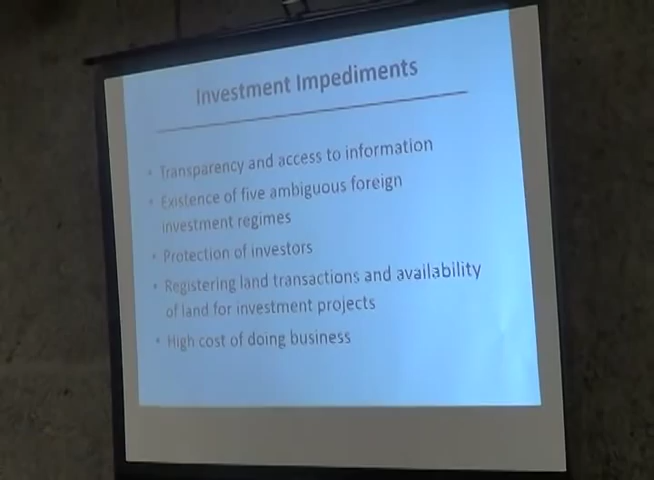 Investment Impediments
• Transparency and access to information
• Existence of five ambiguous foreign
investment regimes
• Protection of investors
• Registering land transactions and availability
of land for investment projects
• High cost of doing business